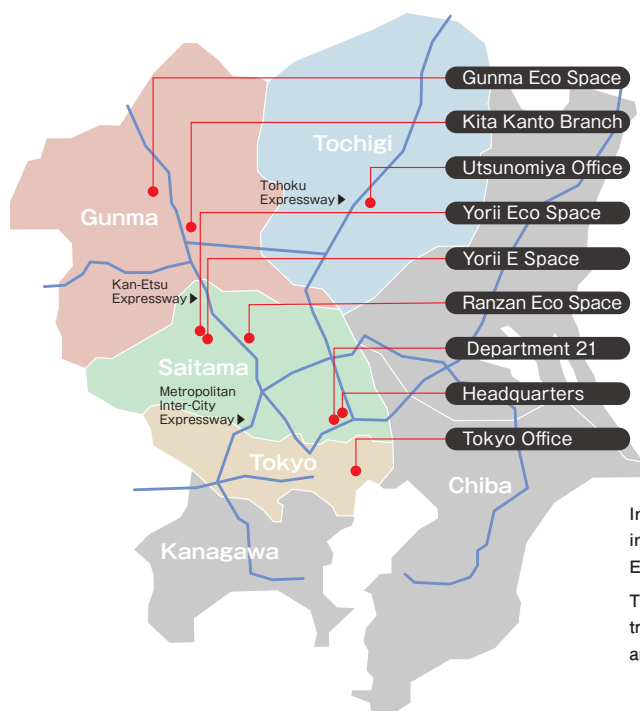 Gunma Eco Space
Kita Kanto Branch
Tochigi
Utsunomiya Office
Tohoku
Expressway
Gunma
Yorii Eco Space
Yorii E Space
Kan-Etsu
Expressway
Ranzan Eco Space
Department 21
Saitama
Metropolitan
Inter-City
Expressway
Headquarters
Tokyo Office
Tokyo
Chiba
Kanagawa